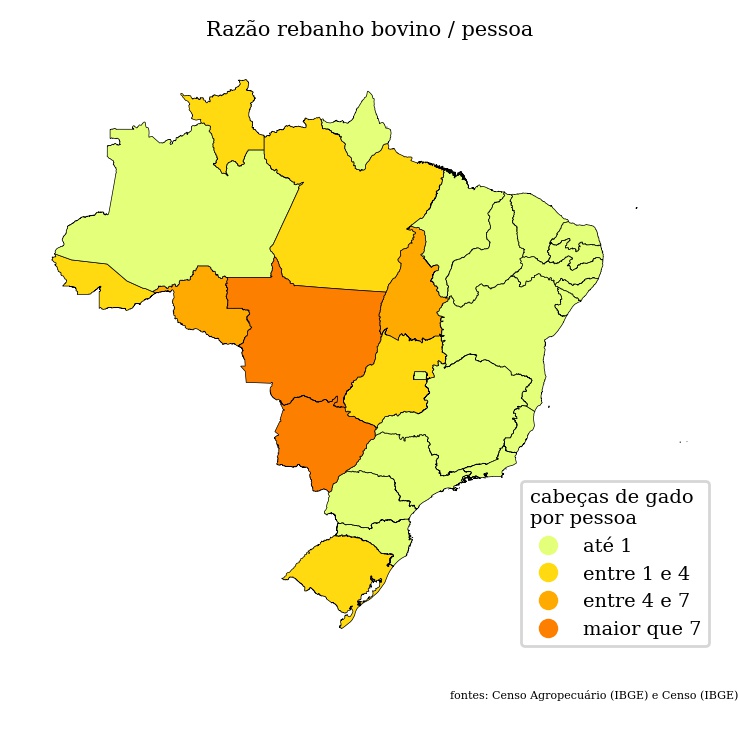 Razão rebanho bovino / pessoa
cabeças de gado
por pessoa
até 1
entre 1 e 4
entre 4 e 7
maior que 7
fontes: Censo Agropecuário (IBGE) e Censo (IBGE)